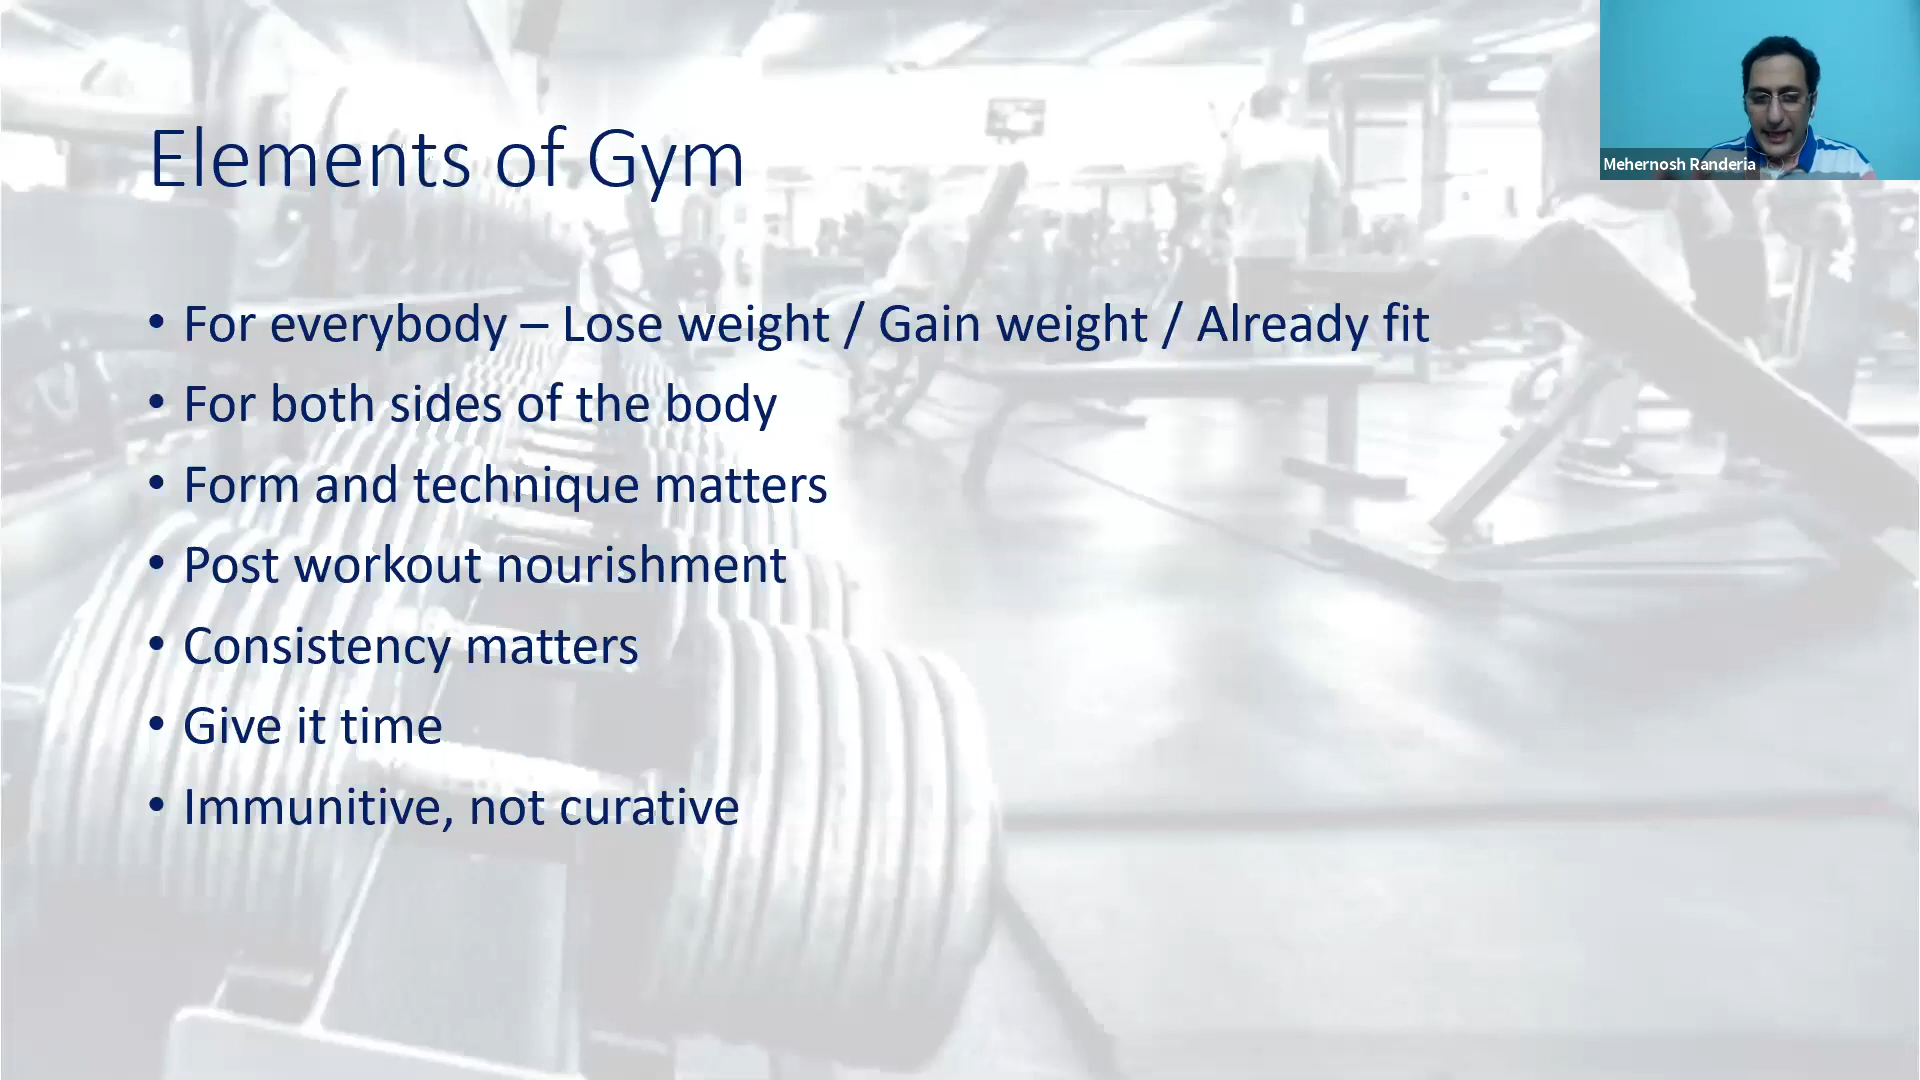 Elements of Gym
Mehernosh Randeria
• For everybody – Lose weight / Gain weight / Already fit
• For both sides of the body
• Form and technique matters
• Post workout nourishment
• Consistency matters
• Give it time
• Immunitive, not curative